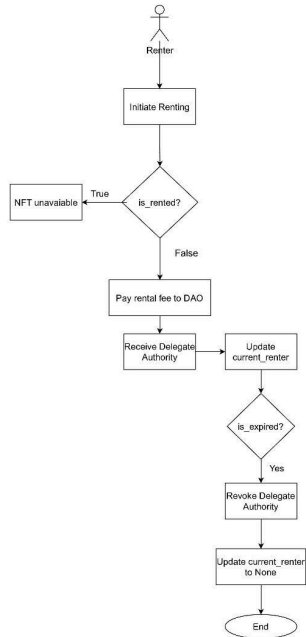 Renter
Initiate Renting
is_rented?
True
NFT unavaiable
False
Pay rental fee to DAO
Receive Delegate
Authority
Update
current_renter
is_expired?
Yes
Revoke Delegate
Authority
Update current_renter
to None
End